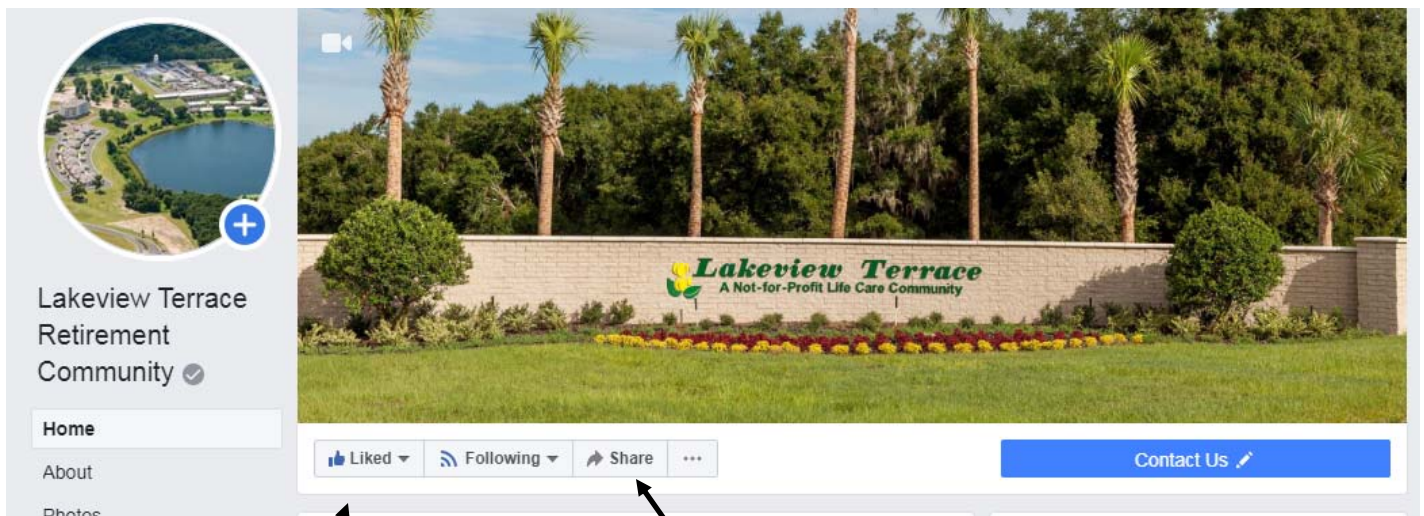 Lakeview Terrace
Retirement
Community
Home
About
Photos
Lakeview Terrace
A Not-for-Profit Life Care Community
Liked
Following
Share
Contact Us